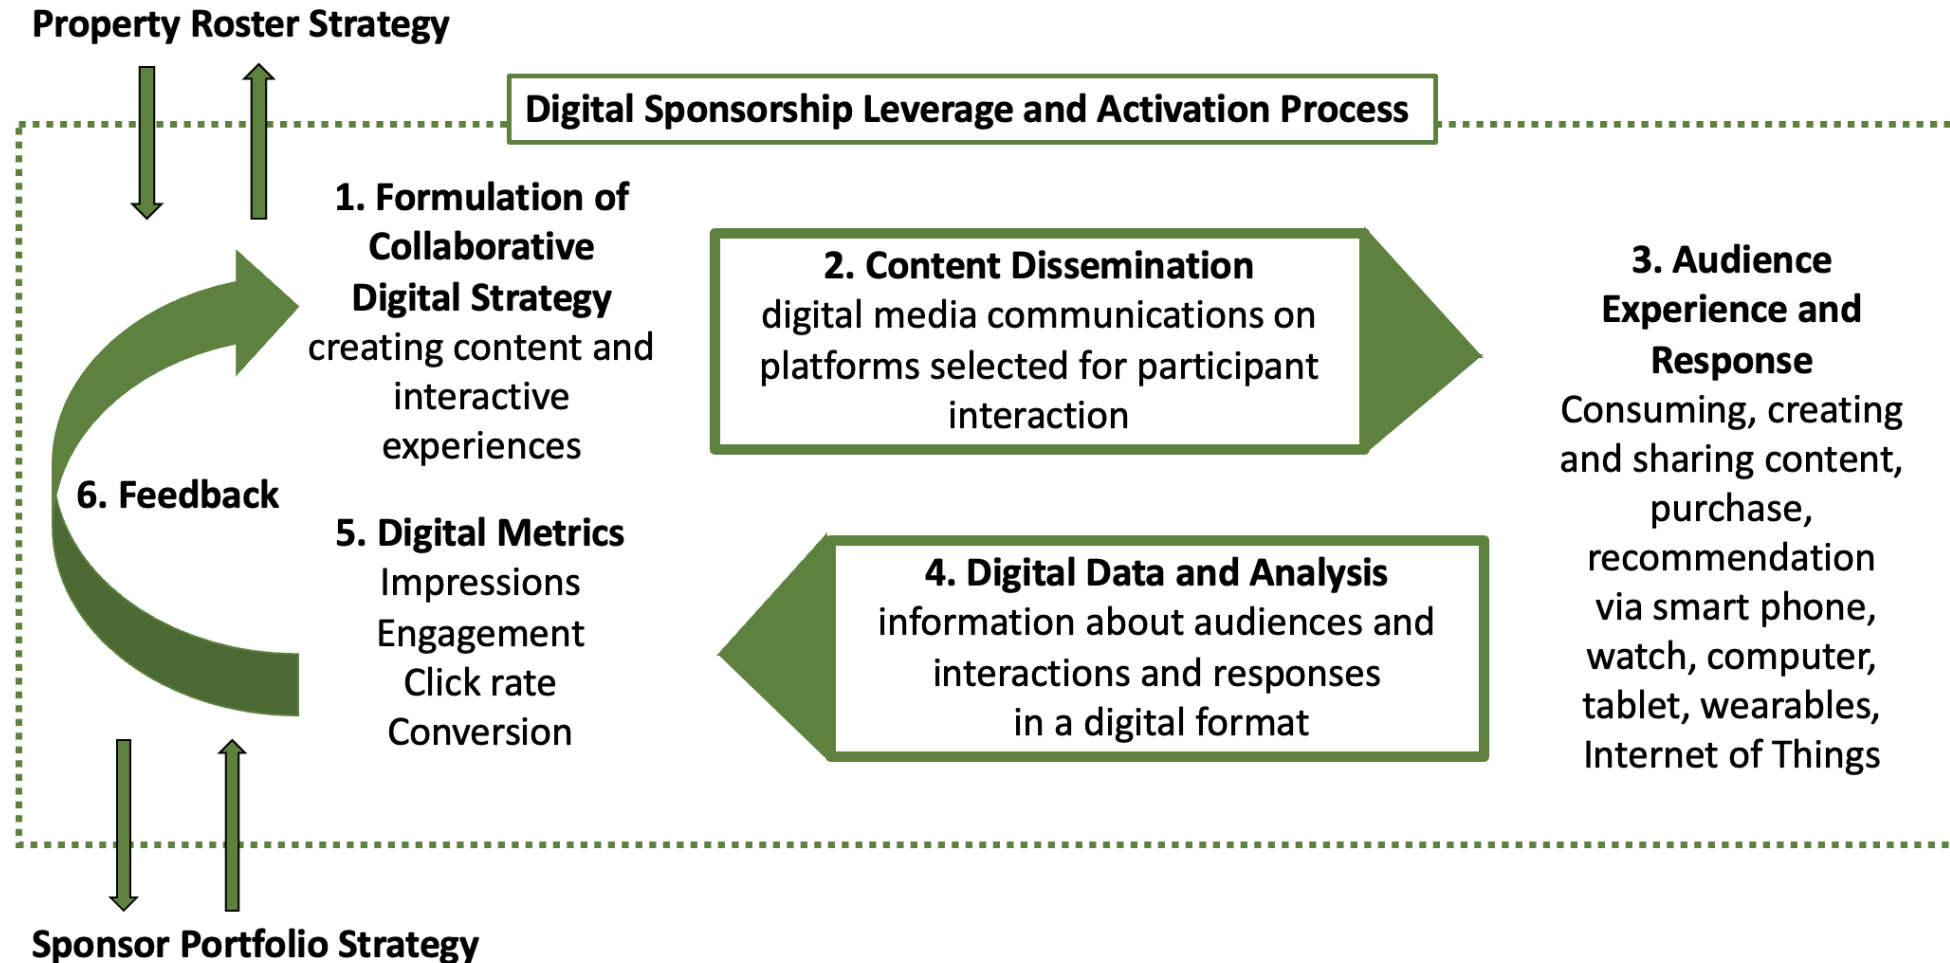 Property Roster Strategy
Digital Sponsorship Leverage and Activation Process
1. Formulation of
Collaborative
Digital Strategy
creating content and
interactive
experiences
2. Content Dissemination
digital media communications on
platforms selected for participant
interaction
3. Audience
Experience and
Response
Consuming, creating
and sharing content,
purchase,
recommendation
via smart phone,
watch, computer,
tablet, wearables,
Internet of Things
4. Digital Data and Analysis
information about audiences and
interactions and responses
in a digital format
5. Digital Metrics
Impressions
Engagement
Click rate
Conversion
6. Feedback
Sponsor Portfolio Strategy